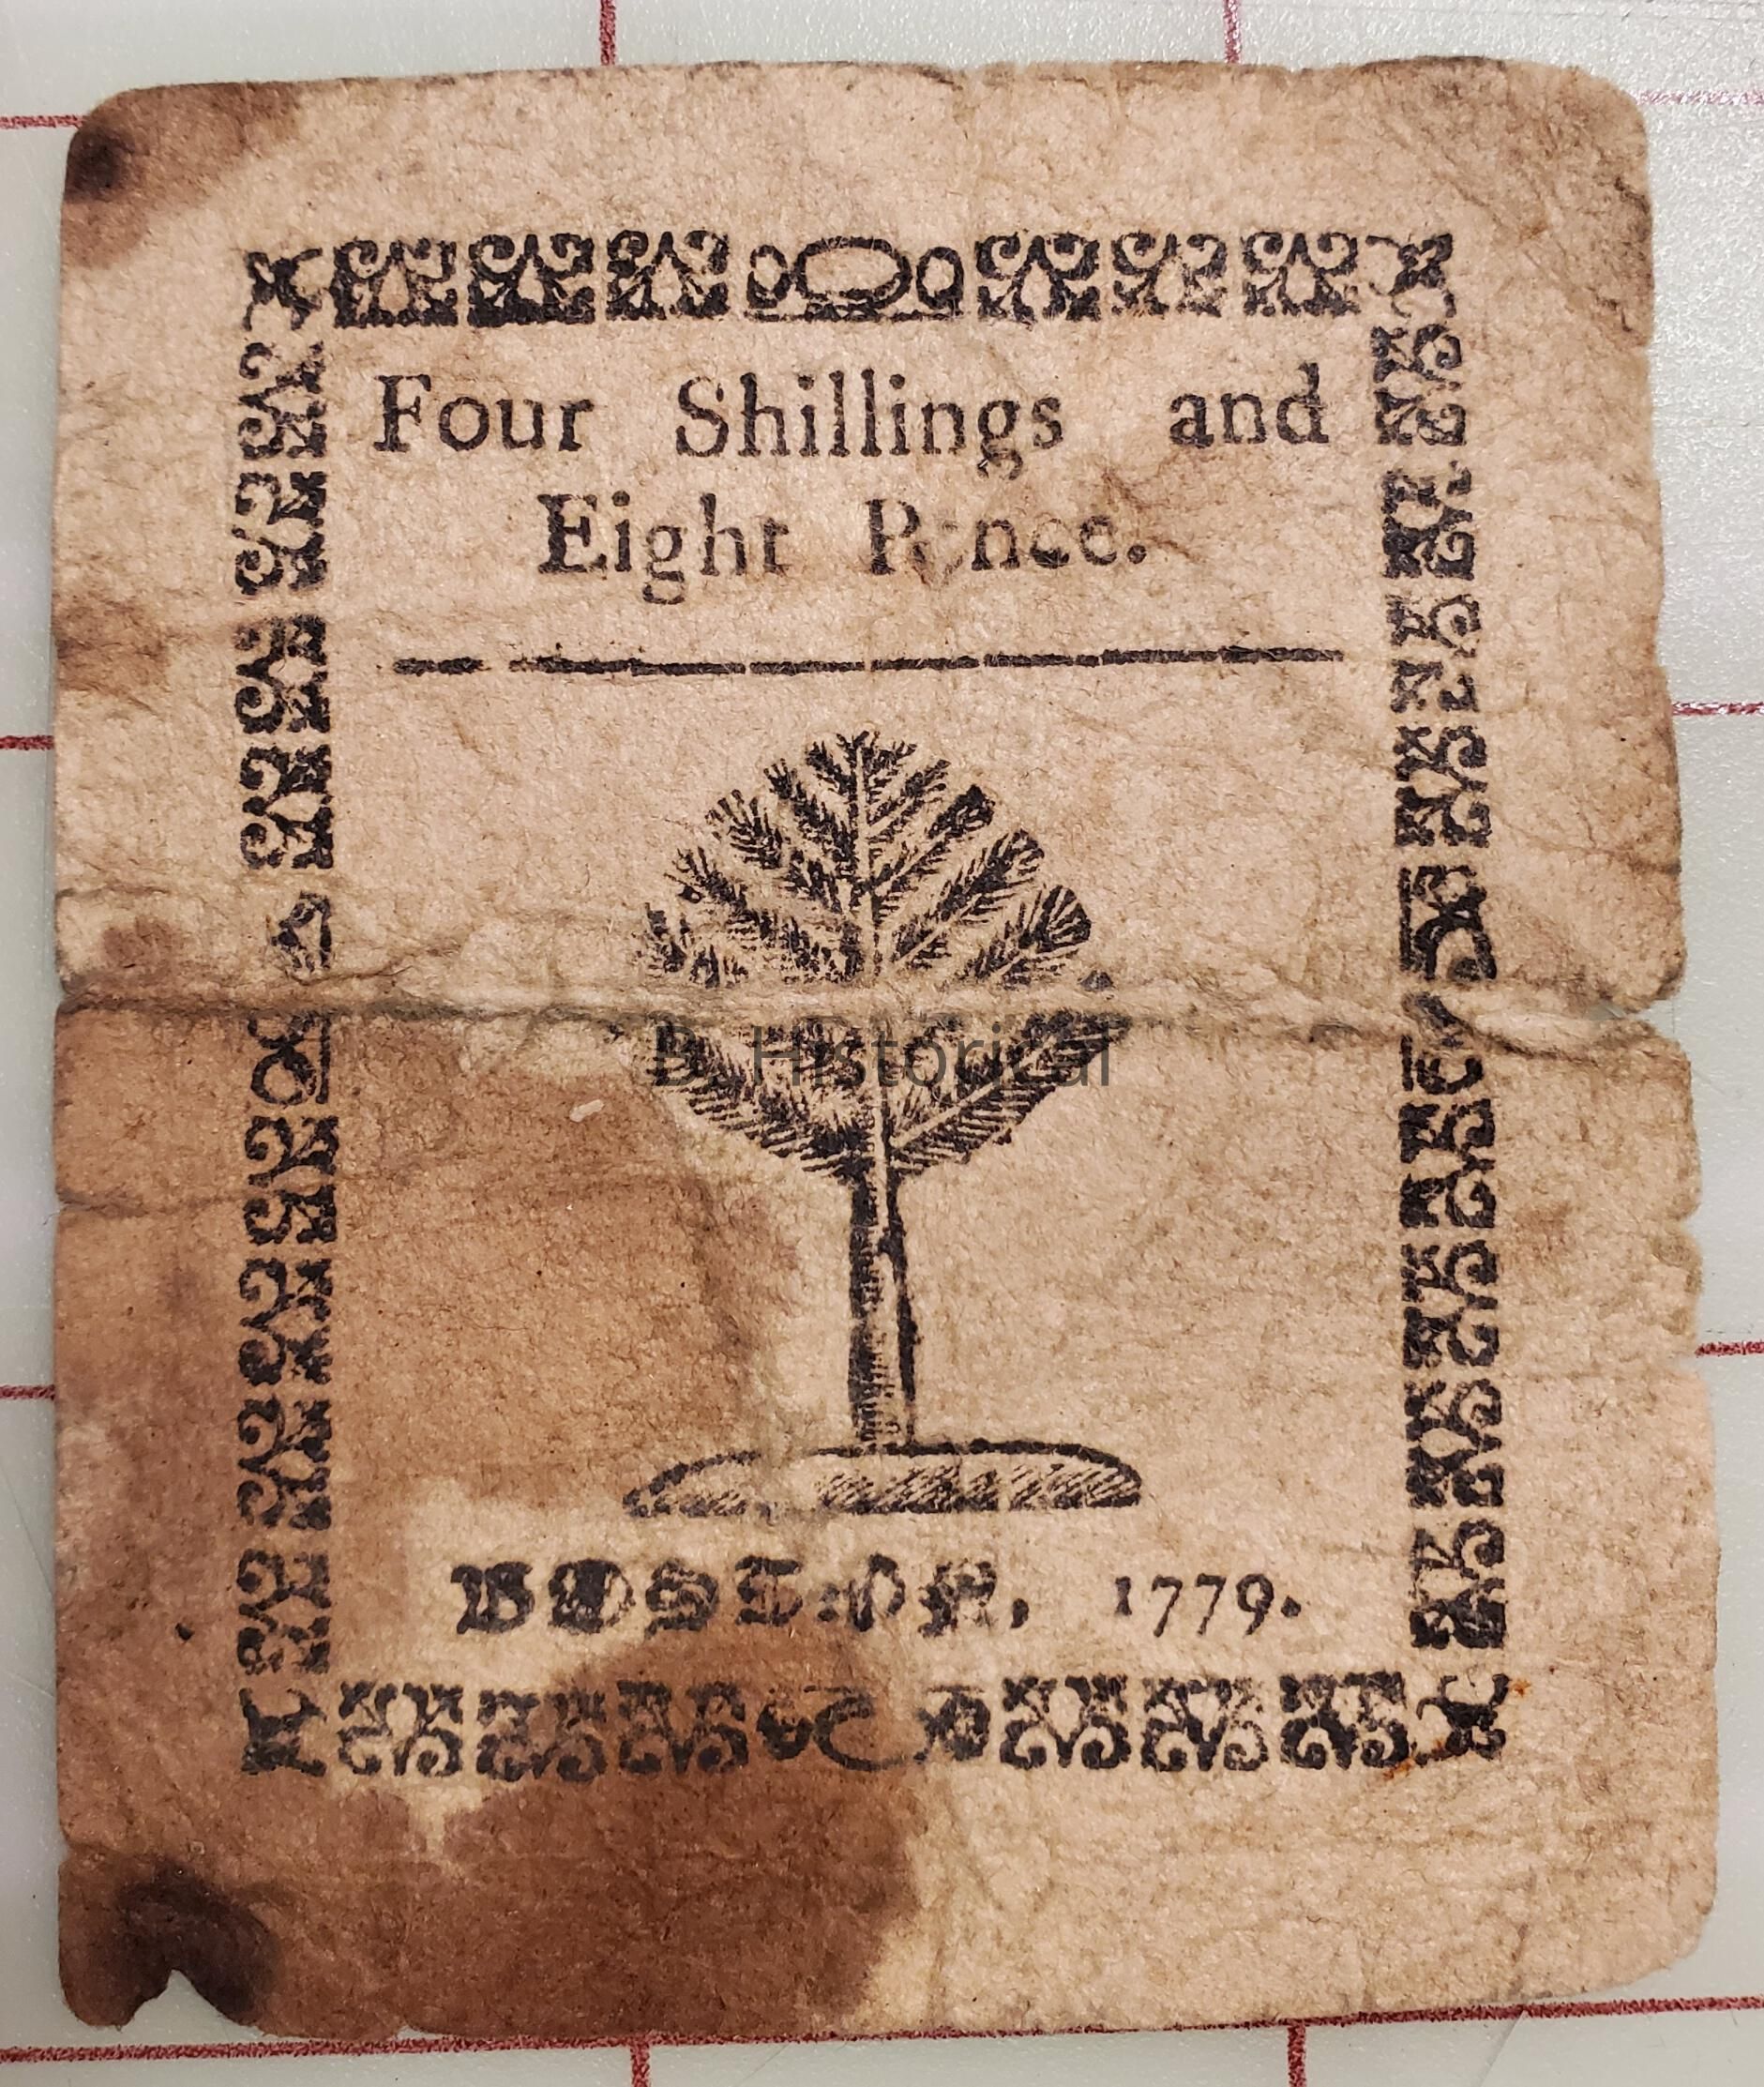 Four Shillings and
Eight Pence.
B. Historical
BOSTON, 1779.